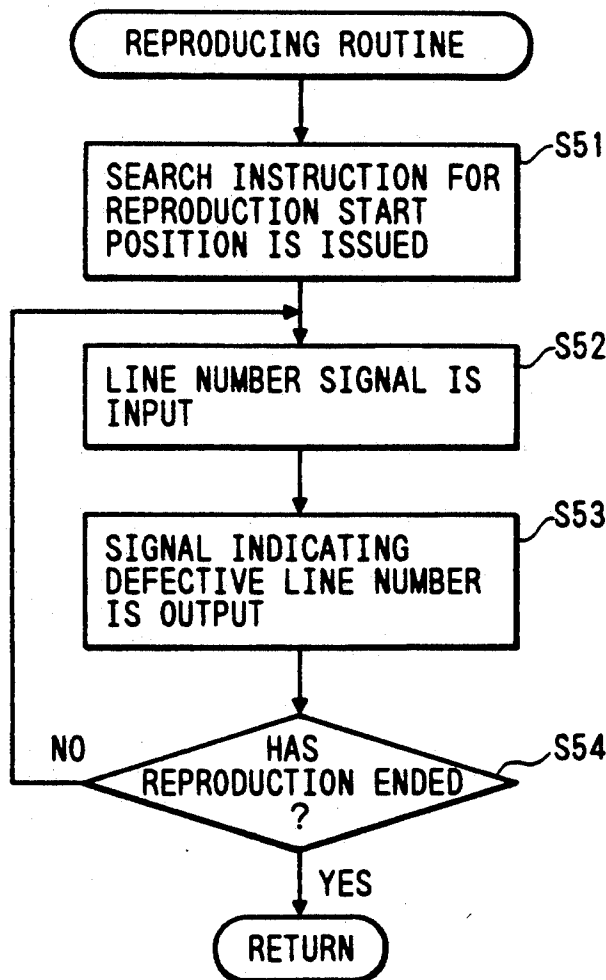 REPRODUCING ROUTINE
S51
SEARCH INSTRUCTION FOR
REPRODUCTION START
POSITION IS ISSUED
S52
LINE NUMBER SIGNAL IS
INPUT
S53
SIGNAL INDICATING
DEFECTIVE LINE NUMBER
IS OUTPUT
S54
NO
HAS
REPRODUCTION ENDED
?
YES
RETURN